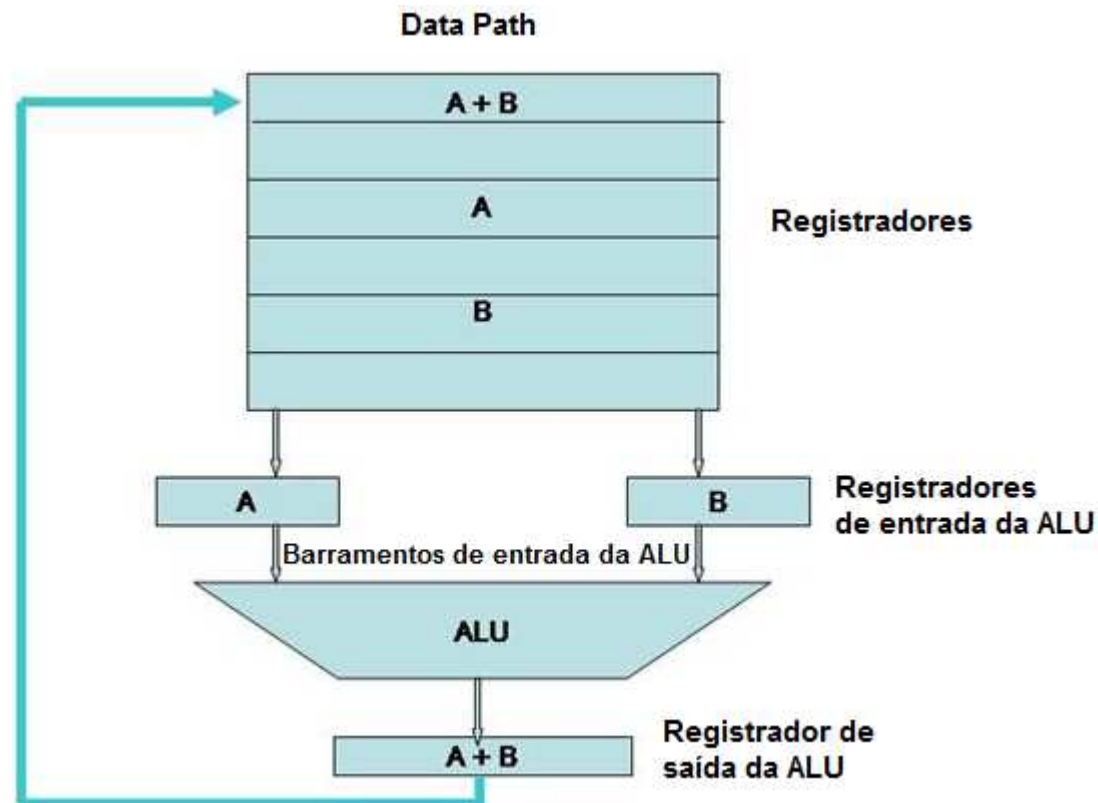 Data Path
A + B
A
Registradores
B
A
B
Registradores
de entrada da ALU
Barramentos de entrada da ALU
ALU
Registrador de
saída da ALU
A + B